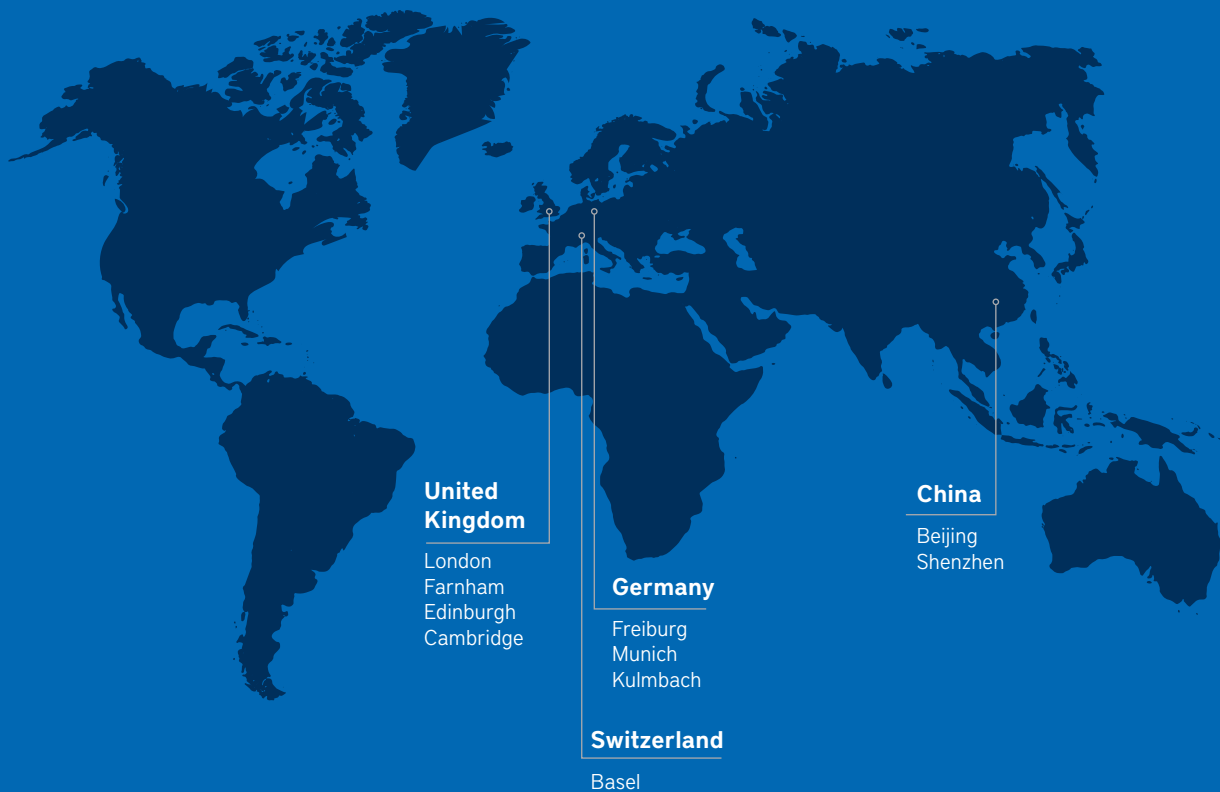 United
Kingdom
London
Farnham
Edinburgh
Cambridge
Germany
Freiburg
Munich
Kulmbach
Switzerland
Basel
China
Beijing
Shenzhen